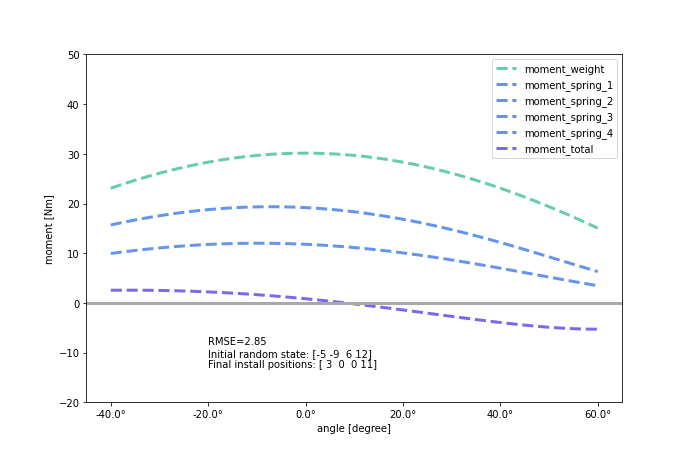 50
40
30
20
10
0
−10
−20
moment [Nm]
moment_weight
moment_spring_1
moment_spring_2
moment_spring_3
moment_spring_4
moment_total
RMSE=2.85
Initial random state: [-5 -9  6 12]
Final install positions: [ 3  0  0 11]
-40.0° -20.0° 0.0° 20.0° 40.0° 60.0°
angle [degree]